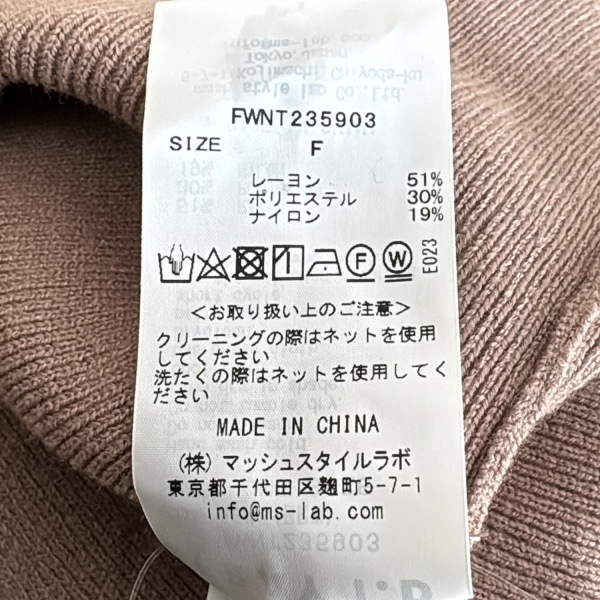 FWNT235903
SIZE F
レーヨン 51%
ポリエステル 30%
ナイロン 19%
F W E023
<お取り扱い上のご注意>
クリーニングの際はネットを使用
してください
洗たくの際はネットを使用してく
ださい
MADE IN CHINA
(株) マッシュスタイルラボ
東京都千代田区麹町5-7-1
info@ms-lab.com